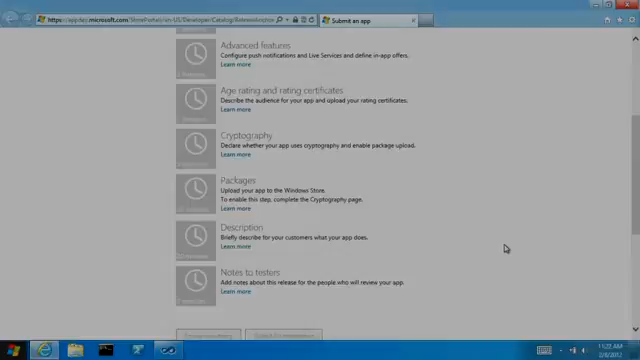 Submit an app
Advanced features
Configure push notifications and Live Services and define in-app offers.
Learn more
Age rating and rating certificates
Describe the audience for your app and upload your rating certificates.
Learn more
Cryptography
Declare whether your app uses cryptography and enable package upload.
Learn more
Packages
Upload your app to the Windows Store.
To enable this step, complete the Cryptography page.
Learn more
Description
Briefly describe for your customers what your app does.
Learn more
Notes to testers
Add notes about this release for the people who will review your app.
Learn more
11:22 AM